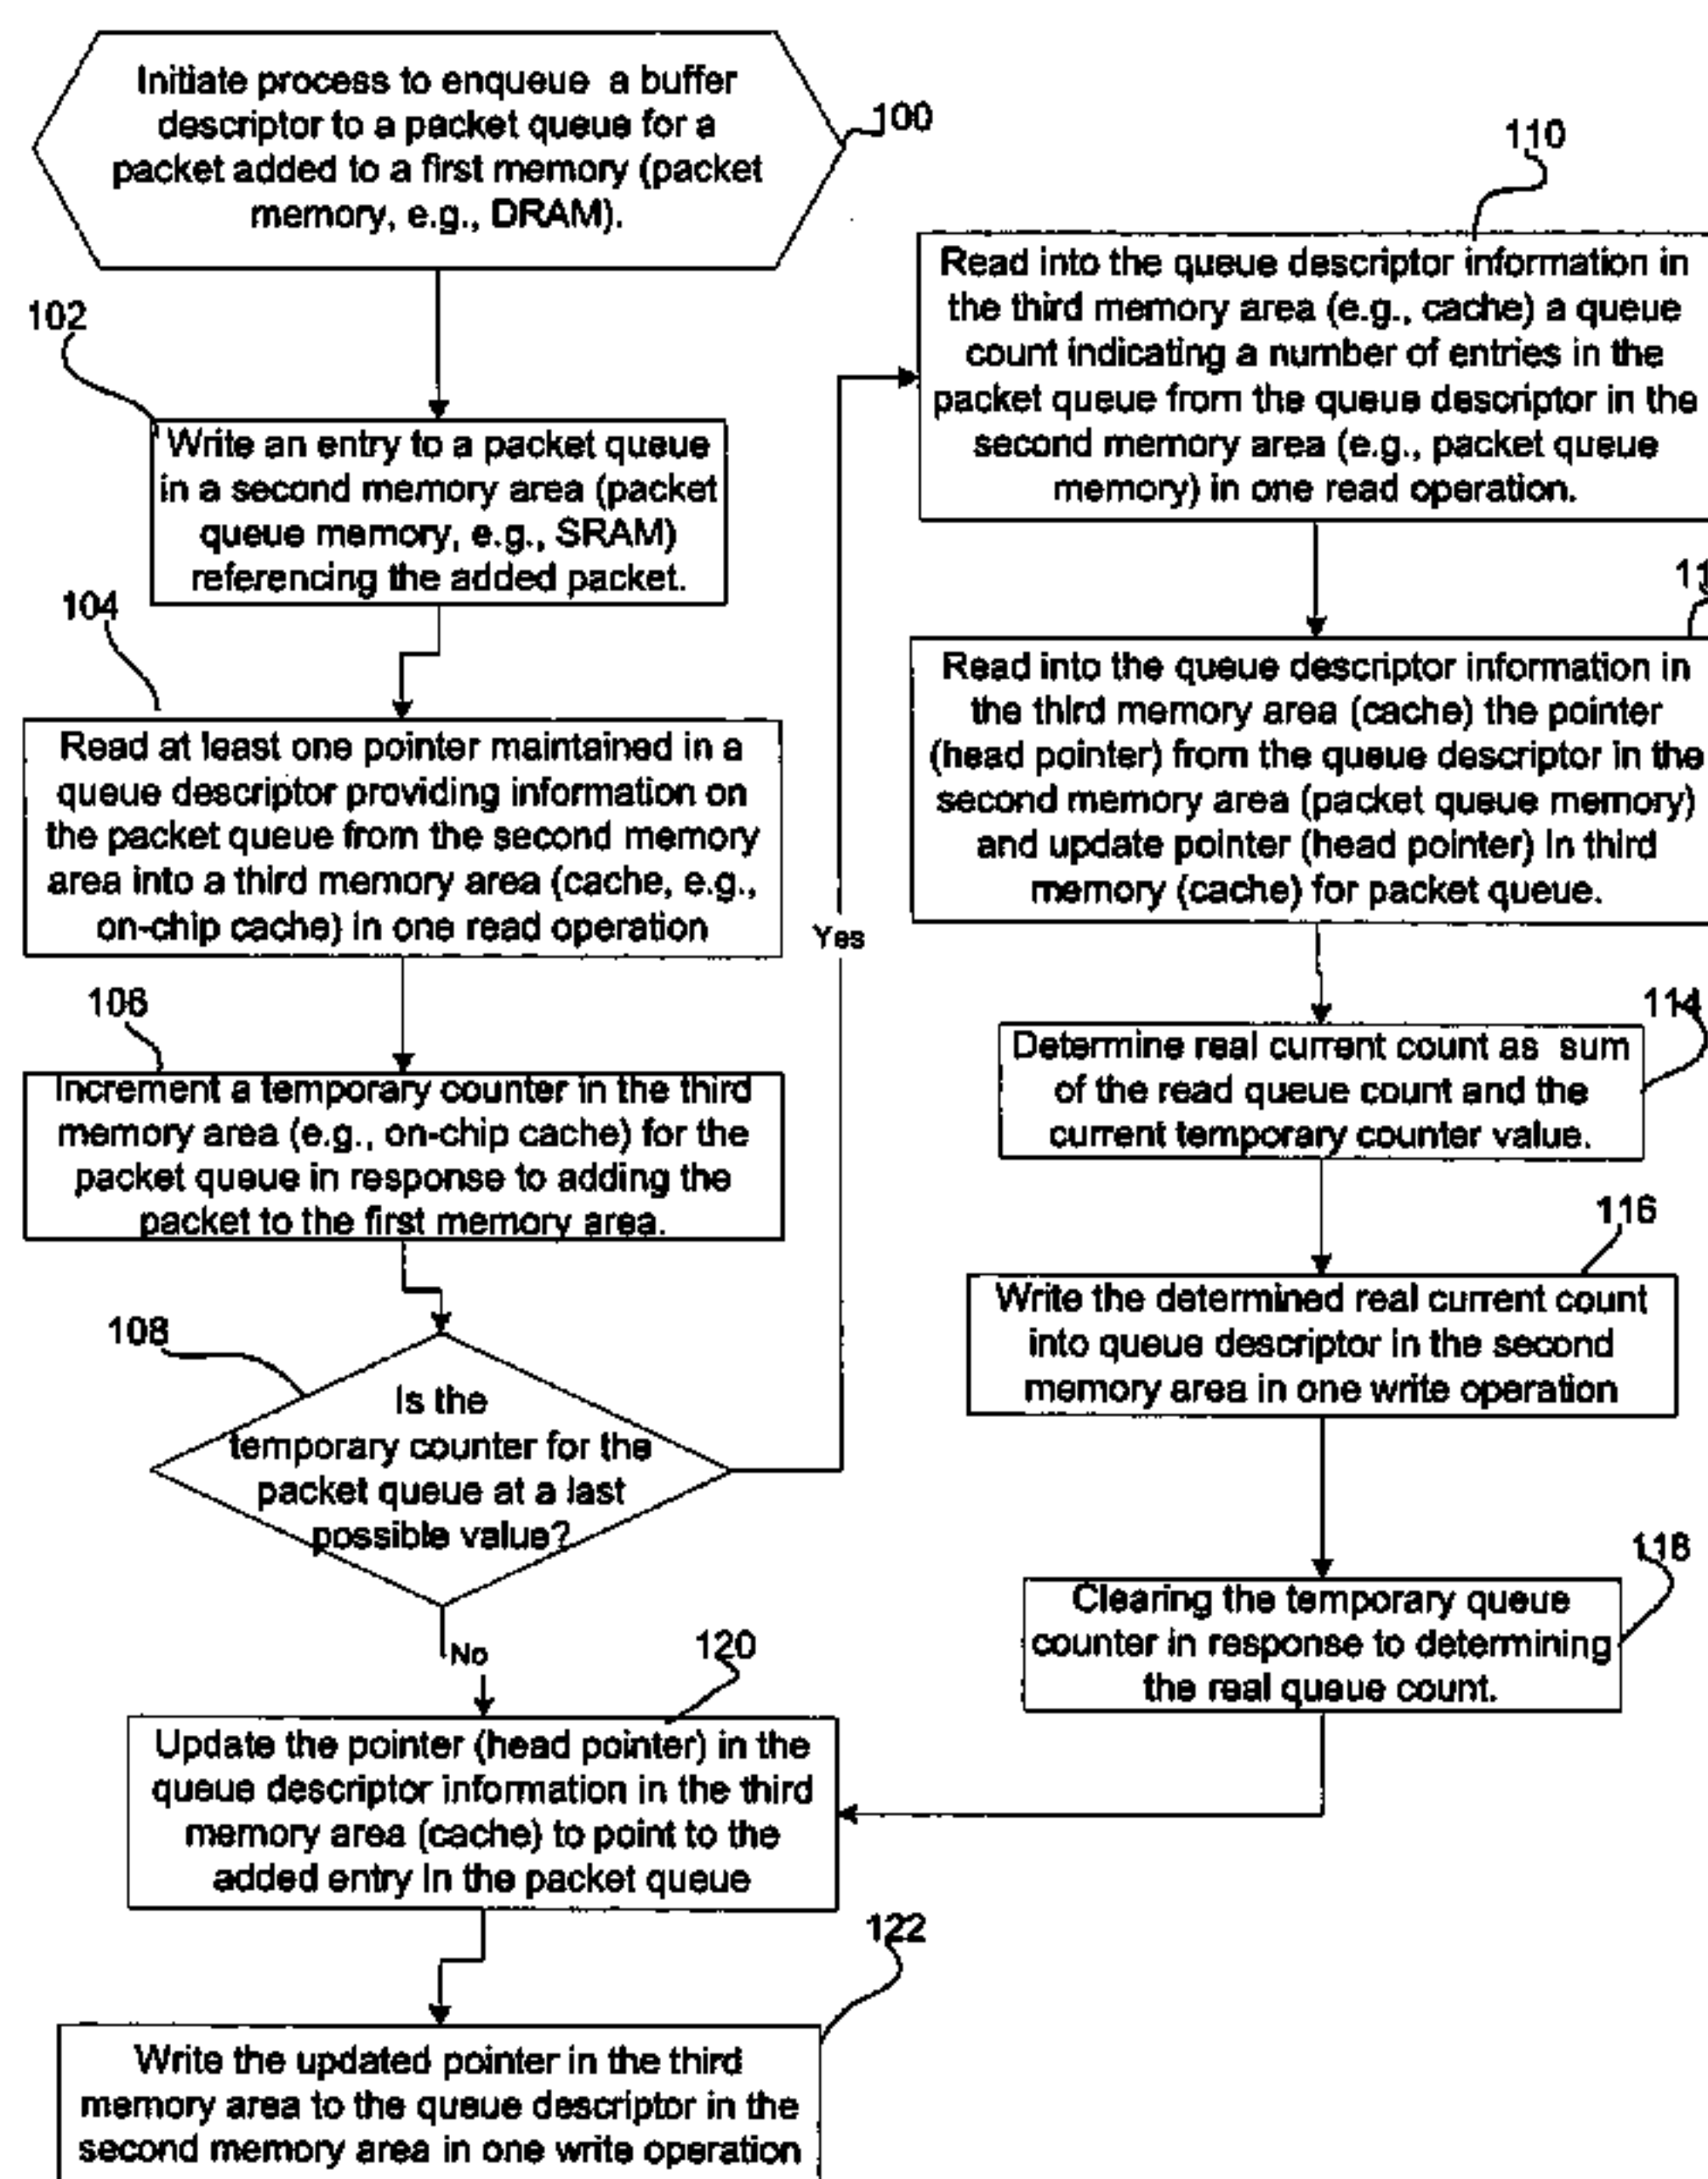 Initiate process to enqueue a buffer
descriptor to a packet queue for a
packet added to a first memory (packet
memory, e.g., DRAM).
100
102
Write an entry to a packet queue
in a second memory area (packet
queue memory, e.g., SRAM)
referencing the added packet.
104
Read at least one pointer maintained in a
queue descriptor providing information on
the packet queue from the second memory
area into a third memory area (cache, e.g.,
on-chip cache) in one read operation
106
Increment a temporary counter in the third
memory area (e.g., on-chip cache) for the
packet queue in response to adding the
packet to the first memory area.
108
Is the
temporary counter for the
packet queue at a last
possible value?
Yes
No
110
Read into the queue descriptor information in
the third memory area (e.g., cache) a queue
count indicating a number of entries in the
packet queue from the queue descriptor in the
second memory area (e.g., packet queue
memory) in one read operation.
Read into the queue descriptor information in
the third memory area (cache) the pointer
(head pointer) from the queue descriptor in the
second memory area (packet queue memory)
and update pointer (head pointer) in third
memory (cache) for packet queue.
114
Determine real current count as sum
of the read queue count and the
current temporary counter value.
116
Write the determined real current count
into queue descriptor in the second
memory area in one write operation
118
Clearing the temporary queue
counter in response to determining
the real queue count.
120
Update the pointer (head pointer) in the
queue descriptor information in the third
memory area (cache) to point to the
added entry in the packet queue
122
Write the updated pointer in the third
memory area to the queue descriptor in the
second memory area in one write operation